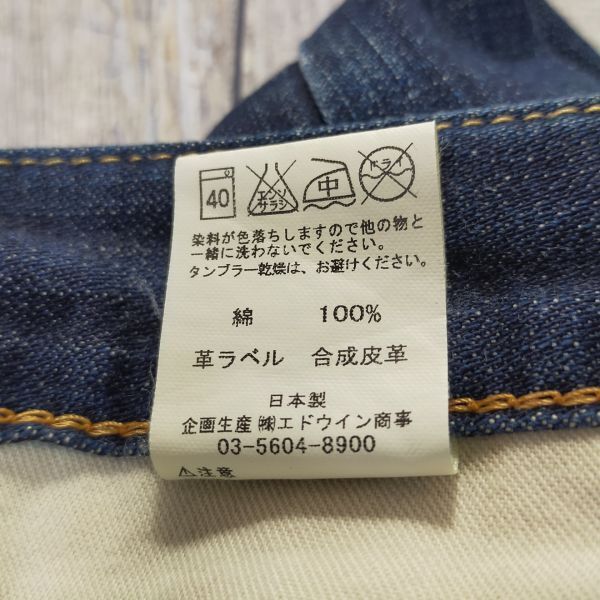 40 エンソサラシ 中 ドライ
染料が色落ちしますので他の物と
一緒に洗わないでください。
タンブラー乾燥は、お避けください。
綿 100%
革ラベル 合成皮革
日本製
企画生産 ㈱エドウイン商事
03-5604-8900
⚠注意